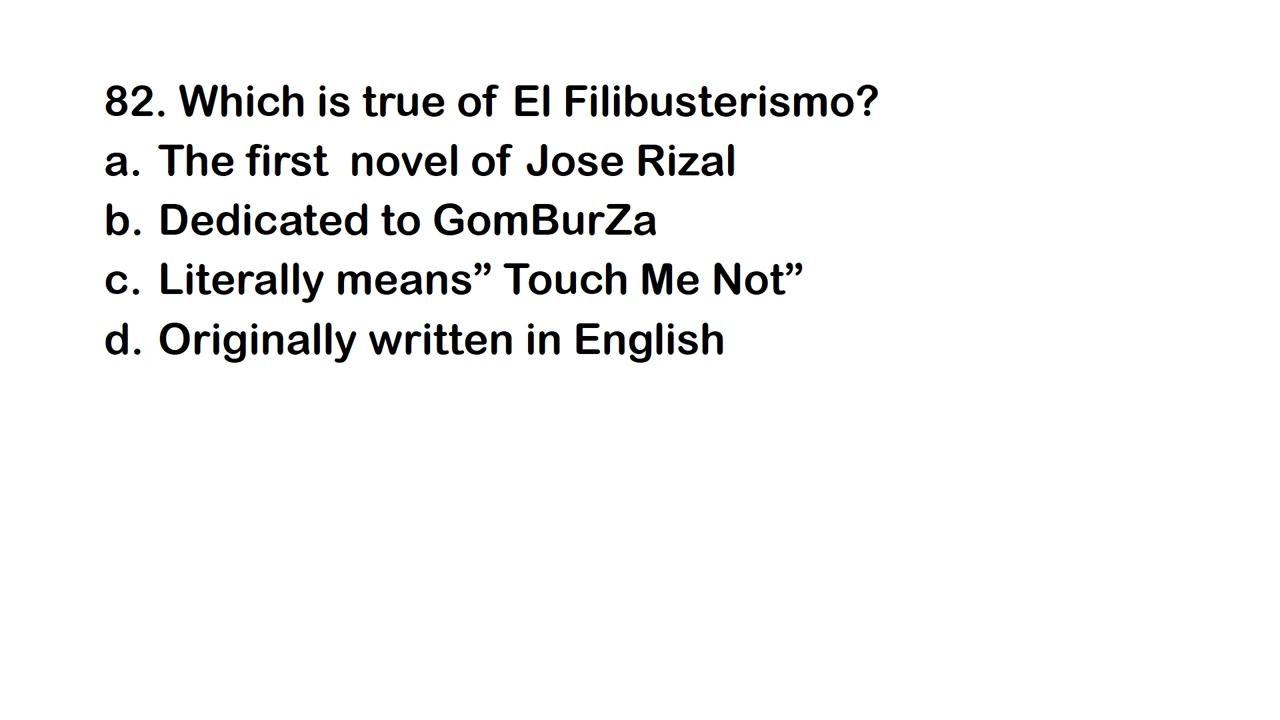 82. Which is true of El Filibusterismo?
a. The first  novel of Jose Rizal
b. Dedicated to GomBurZa
c. Literally means” Touch Me Not”
d. Originally written in English